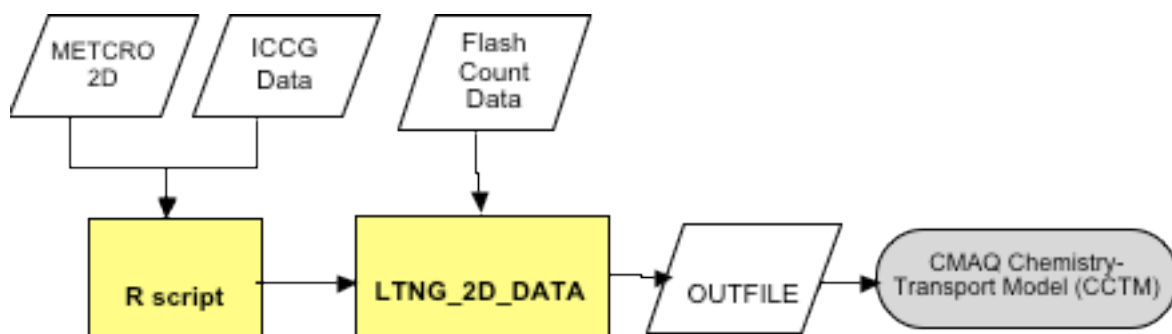 METCRO
2D
ICCG
Data
Flash
Count
Data
R script
LTNG_2D_DATA
OUTFILE
CMAQ Chemistry-
Transport Model (CCTM)